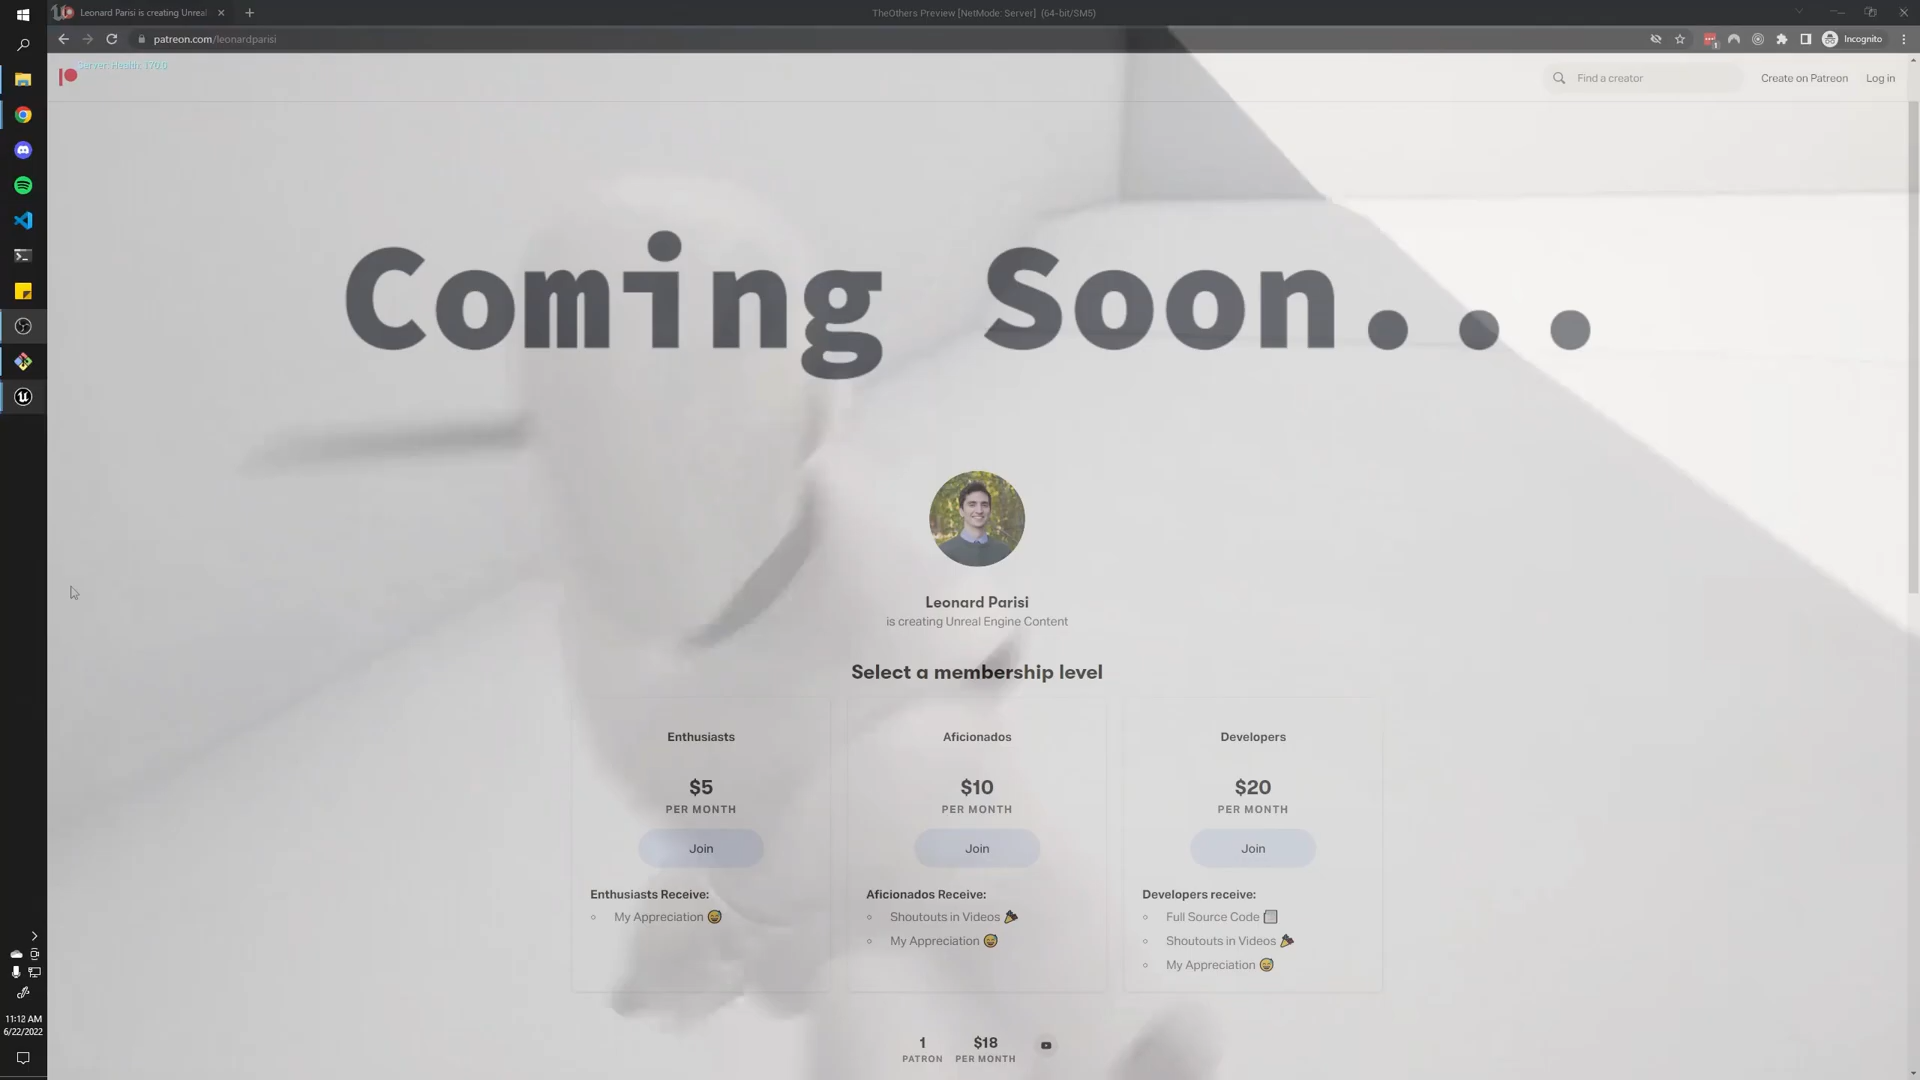 Leonard Parisi is creating Unreal
TheOthers Preview [NetMode: Server] (64-bit/SM5)
patreon.com/leonardparisi
Incognito
Server: Health: 170.0
Find a creator
Create on Patreon
Log in
Coming Soon...
Leonard Parisi
is creating Unreal Engine Content
Select a membership level
Enthusiasts
$5
PER MONTH
Join
Enthusiasts Receive:
My Appreciation 😅
Aficionados
$10
PER MONTH
Join
Aficionados Receive:
Shoutouts in Videos 🎉
My Appreciation 😅
Developers
$20
PER MONTH
Join
Developers receive:
Full Source Code
Shoutouts in Videos 🎉
My Appreciation 😅
1
PATRON
$18
PER MONTH
11:12 AM
6/22/2022